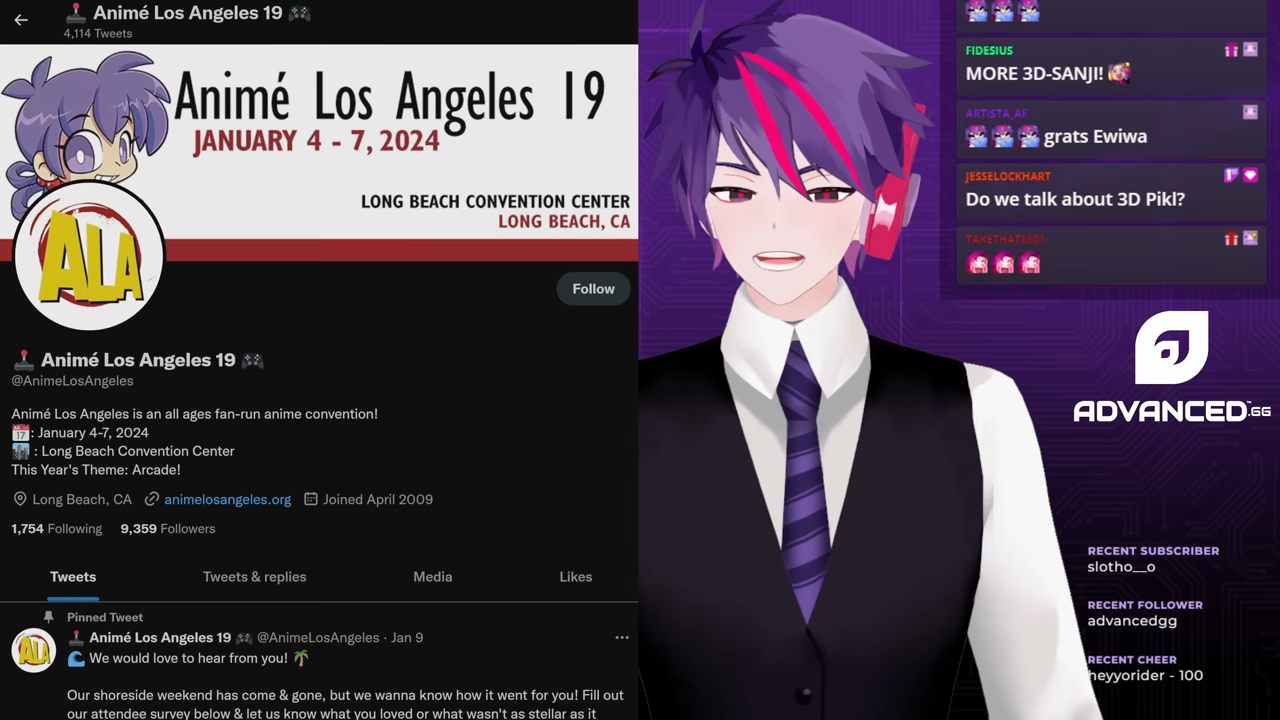 Animé Los Angeles 19
4,114 Tweets
Animé Los Angeles 19
JANUARY 4 - 7, 2024
LONG BEACH CONVENTION CENTER
LONG BEACH, CA
ALA
Follow
Animé Los Angeles 19
@AnimeLosAngeles
Animé Los Angeles is an all ages fan-run anime convention!
17 : January 4-7, 2024
: Long Beach Convention Center
This Year's Theme: Arcade!
Long Beach, CA animelosangeles.org Joined April 2009
1,754 Following 9,359 Followers
Tweets Tweets & replies Media Likes
Pinned Tweet
ALA
Animé Los Angeles 19 @AnimeLosAngeles · Jan 9
We would love to hear from you!
Our shoreside weekend has come & gone, but we wanna know how it went for you! Fill out
our attendee survey below & let us know what you loved or what wasn't as stellar as it
FIDESIUS
MORE 3D-SANJI!
ARTISTA_AF
grats Ewiwa
JESSELOCKHART
1
Do we talk about 3D Pikl?
TAKETHAT6601
ADVANCED™.GG
RECENT SUBSCRIBER
slotho__o
RECENT FOLLOWER
advancedgg
RECENT CHEER
heyyorider - 100